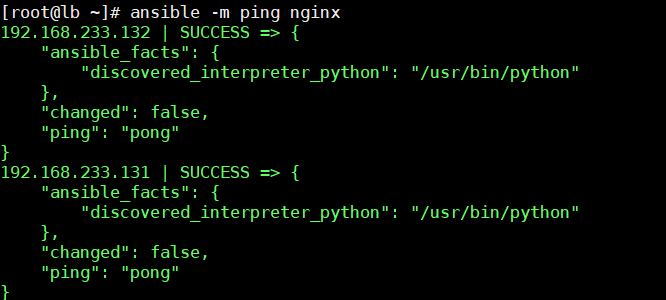 [root@lb ~]# ansible -m ping nginx
192.168.233.132 | SUCCESS => {
    "ansible_facts": {
        "discovered_interpreter_python": "/usr/bin/python"
    },
    "changed": false,
    "ping": "pong"
}
192.168.233.131 | SUCCESS => {
    "ansible_facts": {
        "discovered_interpreter_python": "/usr/bin/python"
    },
    "changed": false,
    "ping": "pong"
}